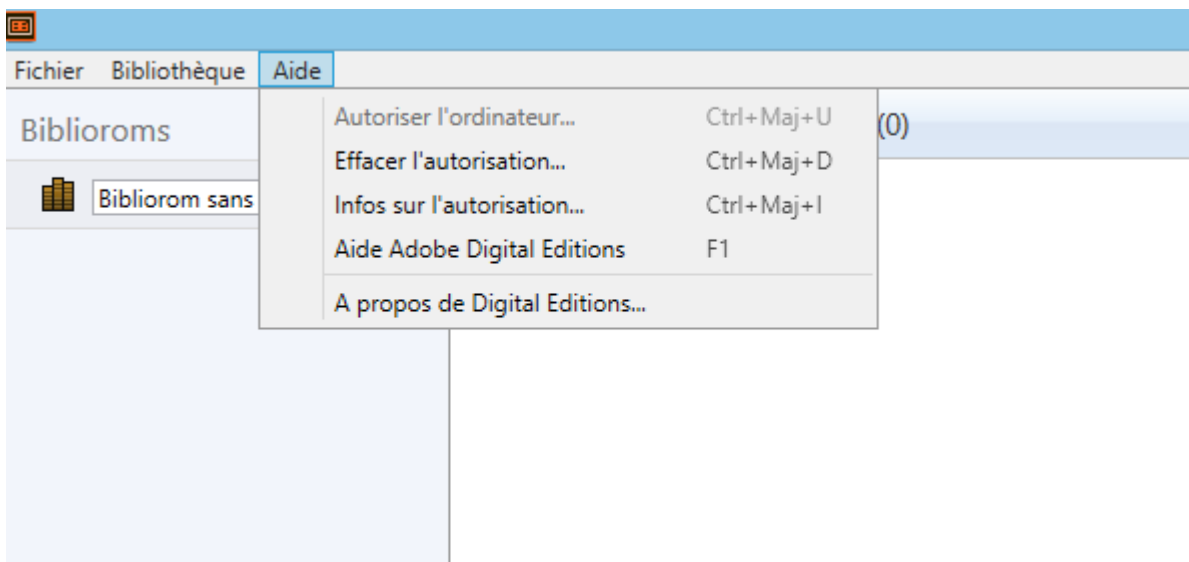 Fichier Bibliothèque Aide
Biblioroms
Autoriser l'ordinateur... Ctrl+Maj+U
(0)
Effacer l'autorisation... Ctrl+Maj+D
Bibliorom sans
Infos sur l'autorisation... Ctrl+Maj+I
Aide Adobe Digital Editions F1
A propos de Digital Editions...